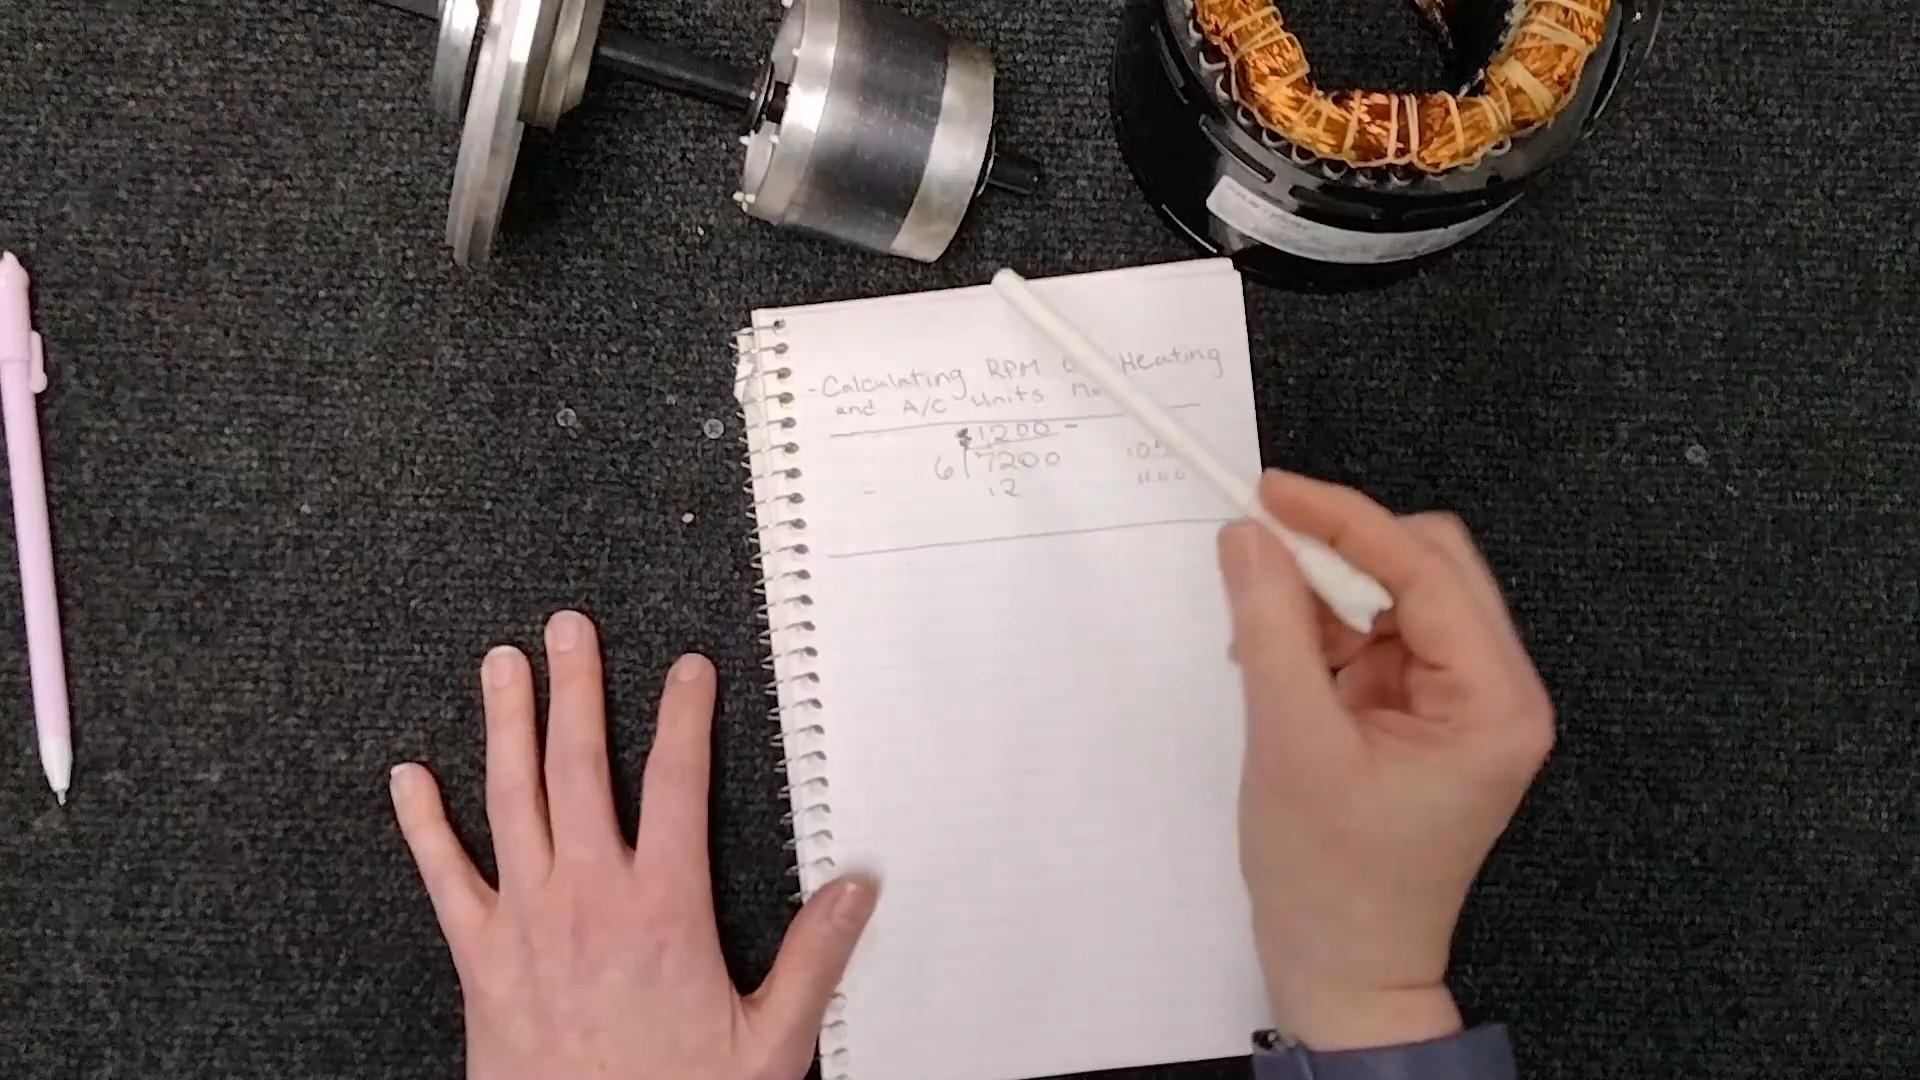 - Calculating RPM Heating
and A/C Units
1200 -
6 7200
- 12